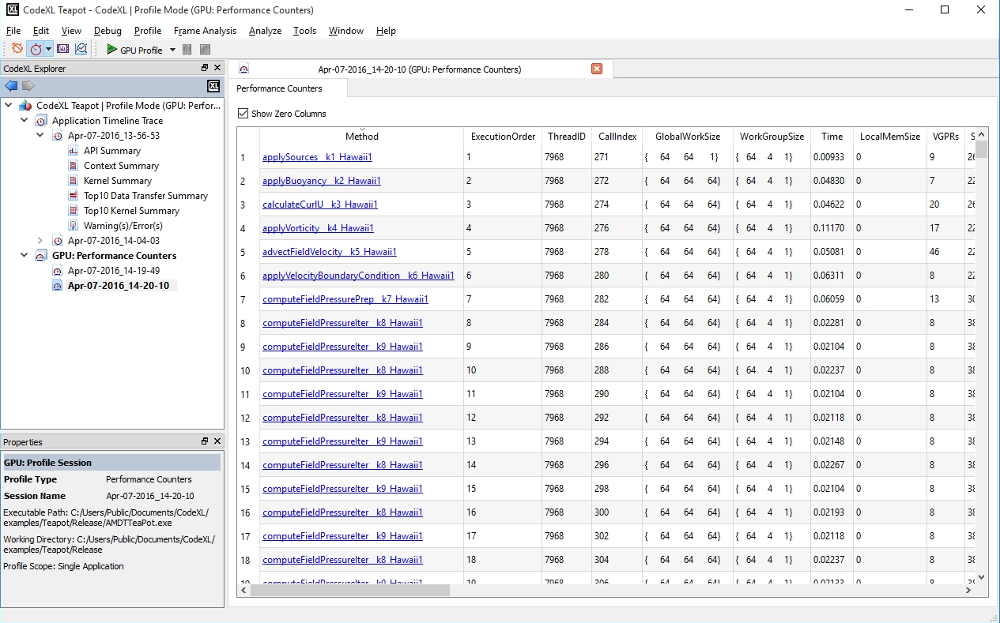 CodeXL Teapot - CodeXL | Profile Mode (GPU: Performance Counters)
File Edit View Debug Profile Frame Analysis Analyze Tools Window Help
GPU Profile
CodeXL Explorer
XL
CodeXL Teapot | Profile Mode (GPU: Perfor...
Application Timeline Trace
Apr-07-2016_13-56-53
API Summary
Context Summary
Kernel Summary
Top10 Data Transfer Summary
Top10 Kernel Summary
Warning(s)/Error(s)
Apr-07-2016_14-04-03
GPU: Performance Counters
Apr-07-2016_14-19-49
Apr-07-2016_14-20-10
Properties
GPU: Profile Session
Profile Type Performance Counters
Session Name Apr-07-2016_14-20-10
Executable Path: C:/Users/Public/Documents/CodeXL/
examples/Teapot/Release/AMDTTeaPot.exe
Working Directory: C:/Users/Public/Documents/CodeXL/
examples/Teapot/Release
Profile Scope: Single Application
Apr-07-2016_14-20-10 (GPU: Performance Counters)
Performance Counters
Show Zero Columns
Method ExecutionOrder ThreadID CallIndex GlobalWorkSize WorkGroupSize Time LocalMemSize VGPRs S
1 applySources__k1_Hawaii1 1 7968 271 { 64 64 1} { 64 4 1} 0.00933 0 9 26
2 applyBuoyancy__k2_Hawaii1 2 7968 272 { 64 64 64} { 64 4 1} 0.04830 0 7 22
3 calculateCurlU__k3_Hawaii1 3 7968 274 { 64 64 64} { 64 4 1} 0.04622 0 20 26
4 applyVorticity__k4_Hawaii1 4 7968 276 { 64 64 64} { 64 4 1} 0.11170 0 17 22
5 advectFieldVelocity__k5_Hawaii1 5 7968 278 { 64 64 64} { 64 4 1} 0.05081 0 46 22
6 applyVelocityBoundaryCondition__k6_Hawaii1 6 7968 280 { 64 64 64} { 64 4 1} 0.06311 0 8 22
7 computeFieldPressurePrep__k7_Hawaii1 7 7968 282 { 64 64 64} { 64 4 1} 0.06059 0 13 30
8 computeFieldPressureIter__k8_Hawaii1 8 7968 284 { 64 64 64} { 64 4 1} 0.02281 0 8 38
9 computeFieldPressureIter__k9_Hawaii1 9 7968 286 { 64 64 64} { 64 4 1} 0.02104 0 8 38
10 computeFieldPressureIter__k8_Hawaii1 10 7968 288 { 64 64 64} { 64 4 1} 0.02237 0 8 38
11 computeFieldPressureIter__k9_Hawaii1 11 7968 290 { 64 64 64} { 64 4 1} 0.02104 0 8 38
12 computeFieldPressureIter__k8_Hawaii1 12 7968 292 { 64 64 64} { 64 4 1} 0.02118 0 8 38
13 computeFieldPressureIter__k9_Hawaii1 13 7968 294 { 64 64 64} { 64 4 1} 0.02148 0 8 38
14 computeFieldPressureIter__k8_Hawaii1 14 7968 296 { 64 64 64} { 64 4 1} 0.02267 0 8 38
15 computeFieldPressureIter__k9_Hawaii1 15 7968 298 { 64 64 64} { 64 4 1} 0.02104 0 8 38
16 computeFieldPressureIter__k8_Hawaii1 16 7968 300 { 64 64 64} { 64 4 1} 0.02193 0 8 38
17 computeFieldPressureIter__k9_Hawaii1 17 7968 302 { 64 64 64} { 64 4 1} 0.02118 0 8 38
18 computeFieldPressureIter__k8_Hawaii1 18 7968 304 { 64 64 64} { 64 4 1} 0.02237 0 8 38
19 computeFieldPressureIter__k9_Hawaii1 19 7968 306 { 64 64 64} { 64 4 1} 0 8 38